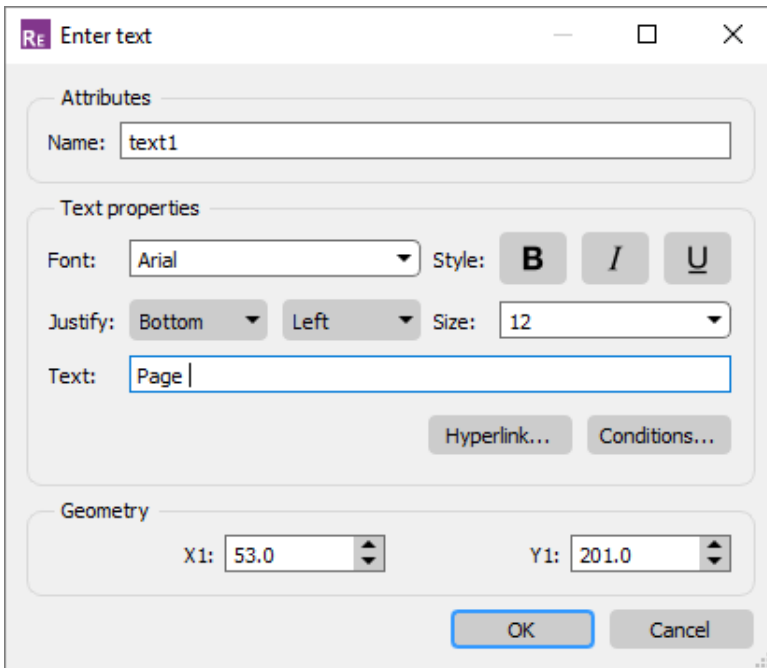 RE Enter text
Attributes
Name: text1
Text properties
Font: Arial Style: B I U
Justify: Bottom Left Size: 12
Text: Page
Hyperlink... Conditions...
Geometry
X1: 53.0 Y1: 201.0
OK Cancel